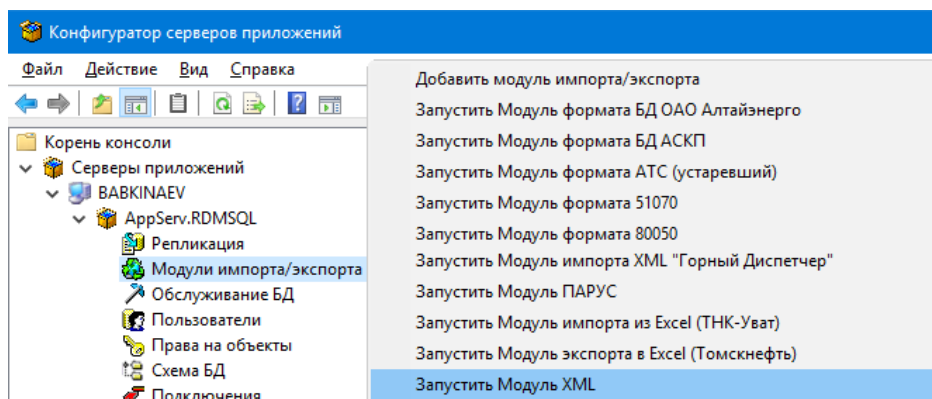 Конфигуратор серверов приложений
Файл Действие Вид Справка
Корень консоли
Серверы приложений
BABKINAEV
AppServ.RDMSQL
Репликация
Модули импорта/экспорта
Обслуживание БД
Пользователи
Права на объекты
Схема БД
Подключения
Добавить модуль импорта/экспорта
Запустить Модуль формата БД ОАО Алтайэнерго
Запустить Модуль формата БД АСКП
Запустить Модуль формата АТС (устаревший)
Запустить Модуль формата 51070
Запустить Модуль формата 80050
Запустить Модуль импорта XML "Горный Диспетчер"
Запустить Модуль ПАРУС
Запустить Модуль импорта из Excel (ТНК-Уват)
Запустить Модуль экспорта в Excel (Томскнефть)
Запустить Модуль XML